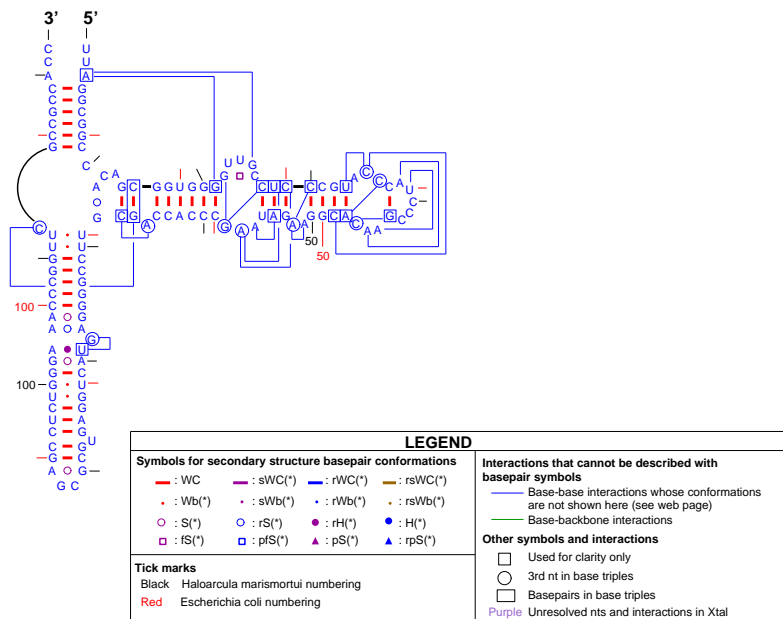 3’ 5’
C U
C U
A A
C G
C G
G C
C G
C G
G C
C
A C A G C G G U G G G G U U G C C U C C C G U A C C C A U C C G
G C G A C C A C C C G A A U A G A A G G C A C A A
50
50
C
U U
U U
G C
G C
C G
C G
100 C G
A G
A A
G
A U
G A
G C
100 G U
U G
C G
U A
C G
U
C G
G C
A G
G C
LEGEND
Symbols for secondary structure basepair conformations
: WC : sWC(*) : rWC(*) : rsWC(*)
: Wb(*) : sWb(*) : rWb(*) : rsWb(*)
: S(*) : rS(*) : rH(*) : H(*)
: fS(*) : pfS(*) : pS(*) : rpS(*)
Tick marks
Black Haloarcula marismortui numbering
Red Escherichia coli numbering
Interactions that cannot be described with
basepair symbols
Base-base interactions whose conformations
are not shown here (see web page)
Base-backbone interactions
Other symbols and interactions
Used for clarity only
3rd nt in base triples
Basepairs in base triples
Purple Unresolved nts and interactions in Xtal